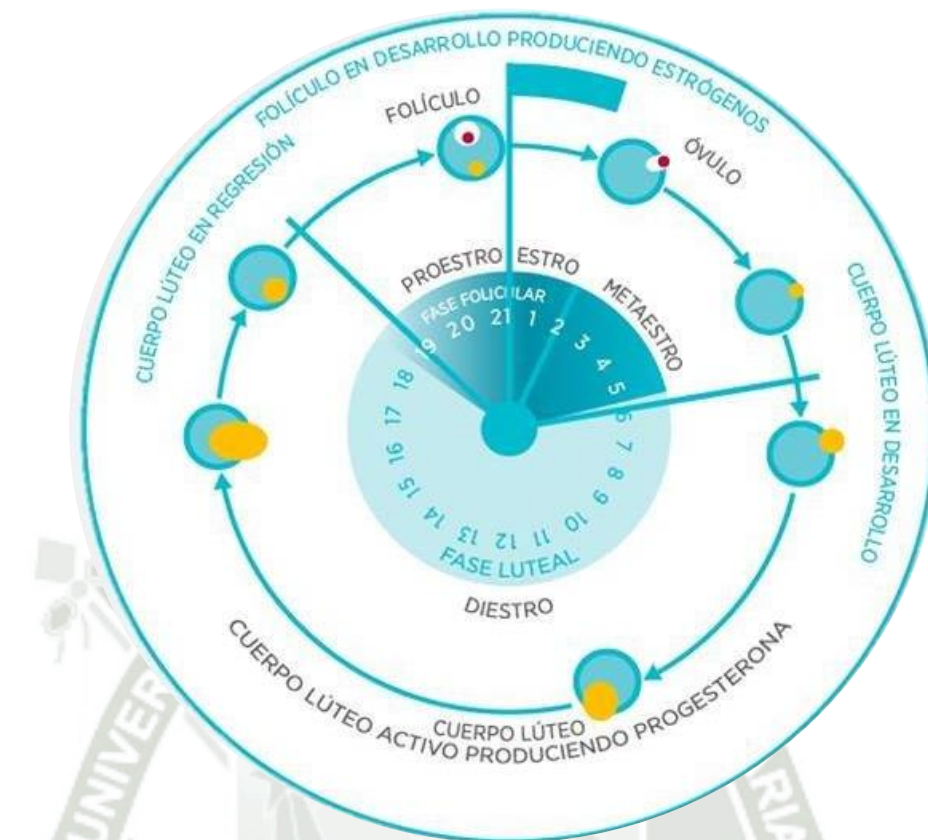 FOLÍCULO EN DESARROLLO PRODUCIENDO ESTRÓGENOS
CUERPO LÚTEO EN REGRESIÓN
FOLÍCULO
ÓVULO
CUERPO LÚTEO EN DESARROLLO
PROESTRO
ESTRO
METAESTRO
FASE FOLICULAR
1 2 3 4 5 6 7 8 9 10 11 12 13 14 15 16 17 18 19 20 21
FASE LUTEAL
DIESTRO
CUERPO LÚTEO
CUERPO LÚTEO ACTIVO PRODUCIENDO PROGESTERONA